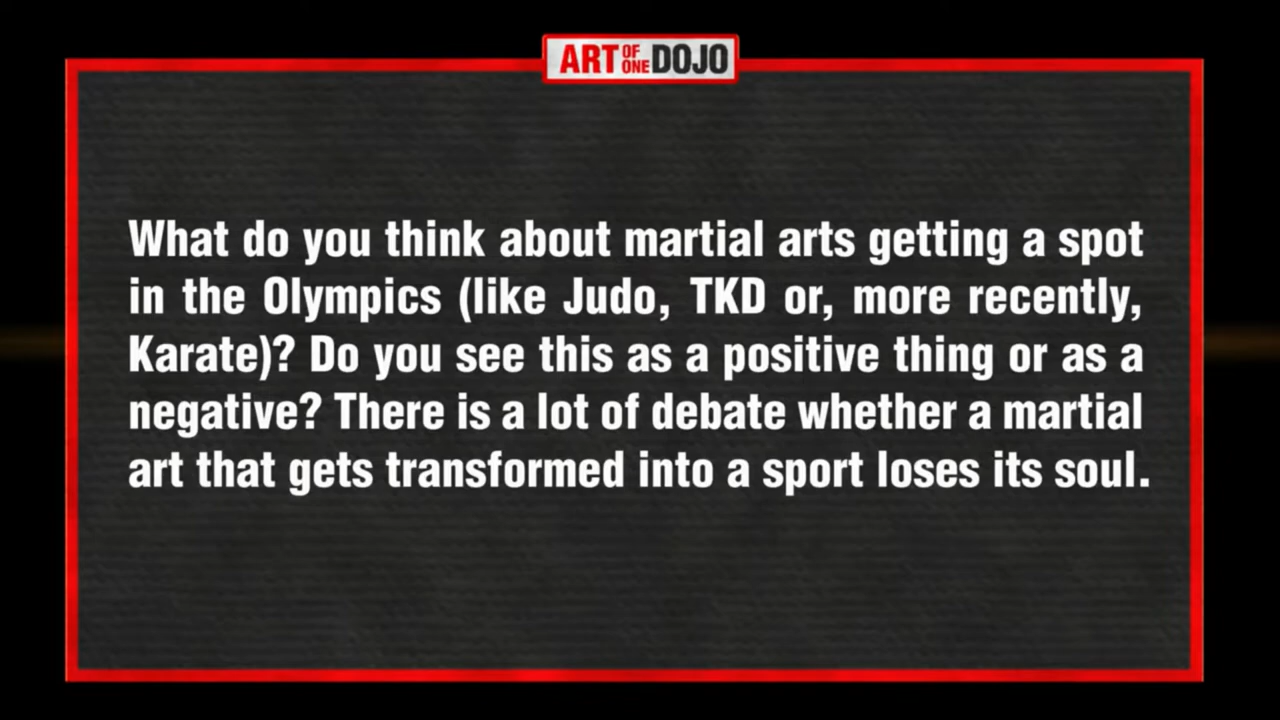 ART OF ONE DOJO
What do you think about martial arts getting a spot
in the Olympics (like Judo, TKD or, more recently,
Karate)? Do you see this as a positive thing or as a
negative? There is a lot of debate whether a martial
art that gets transformed into a sport loses its soul.